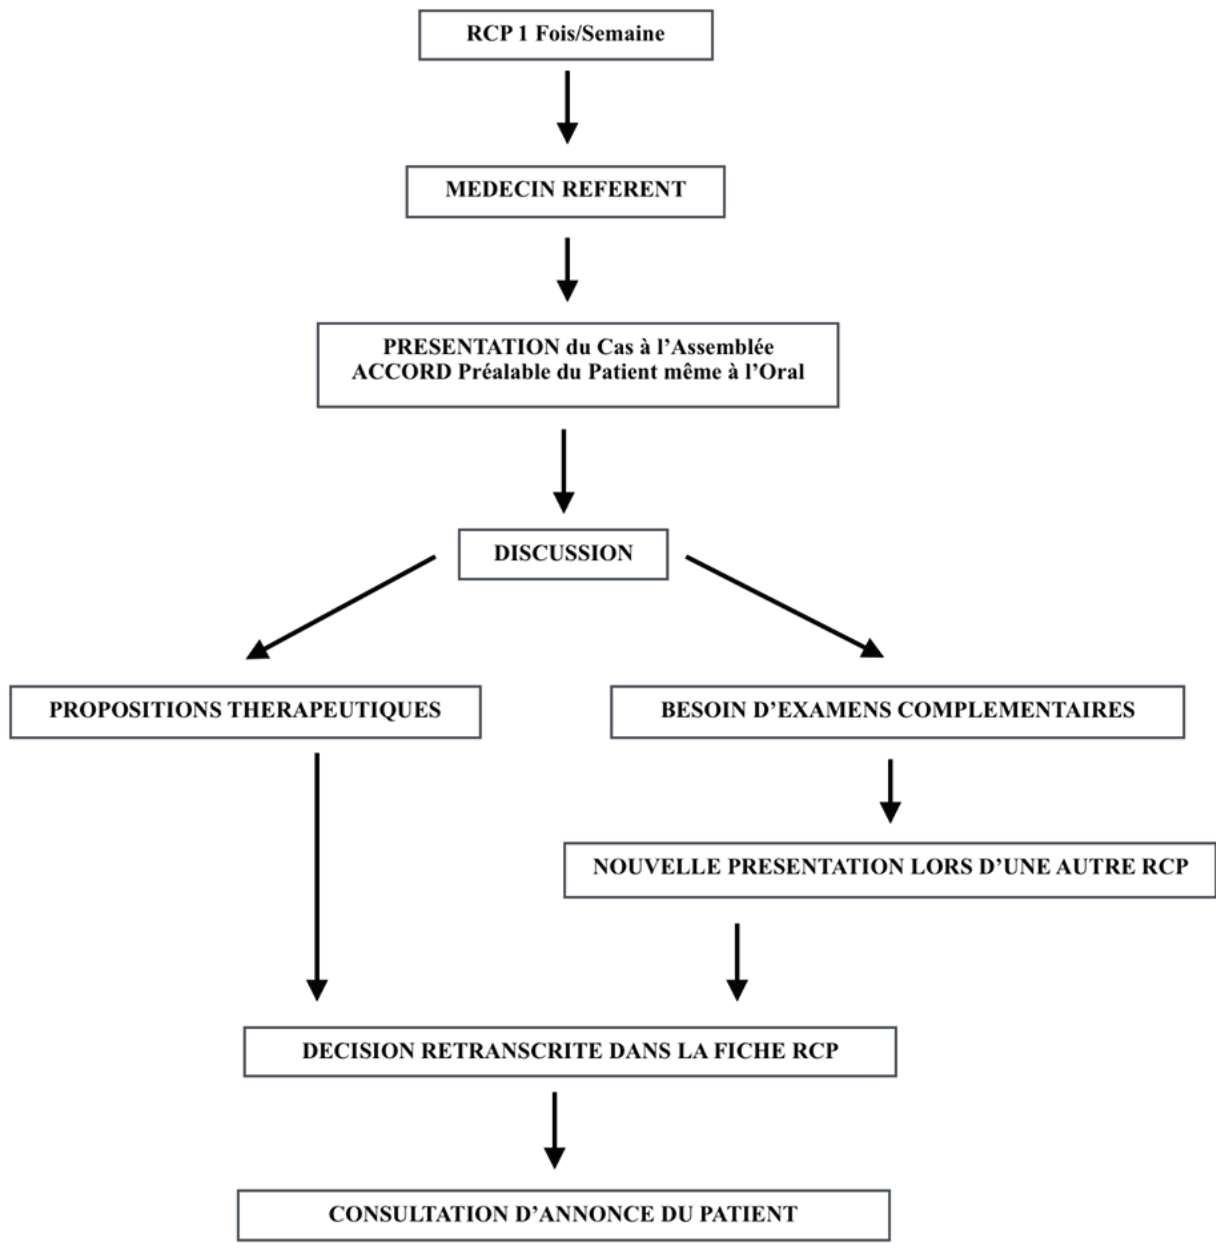 RCP 1 Fois/Semaine
MEDECIN REFERENT
PRESENTATION du Cas à l’Assemblée
ACCORD Préalable du Patient même à l’Oral
DISCUSSION
PROPOSITIONS THERAPEUTIQUES
BESOIN D’EXAMENS COMPLEMENTAIRES
NOUVELLE PRESENTATION LORS D’UNE AUTRE RCP
DECISION RETRANSCRITE DANS LA FICHE RCP
CONSULTATION D’ANNONCE DU PATIENT